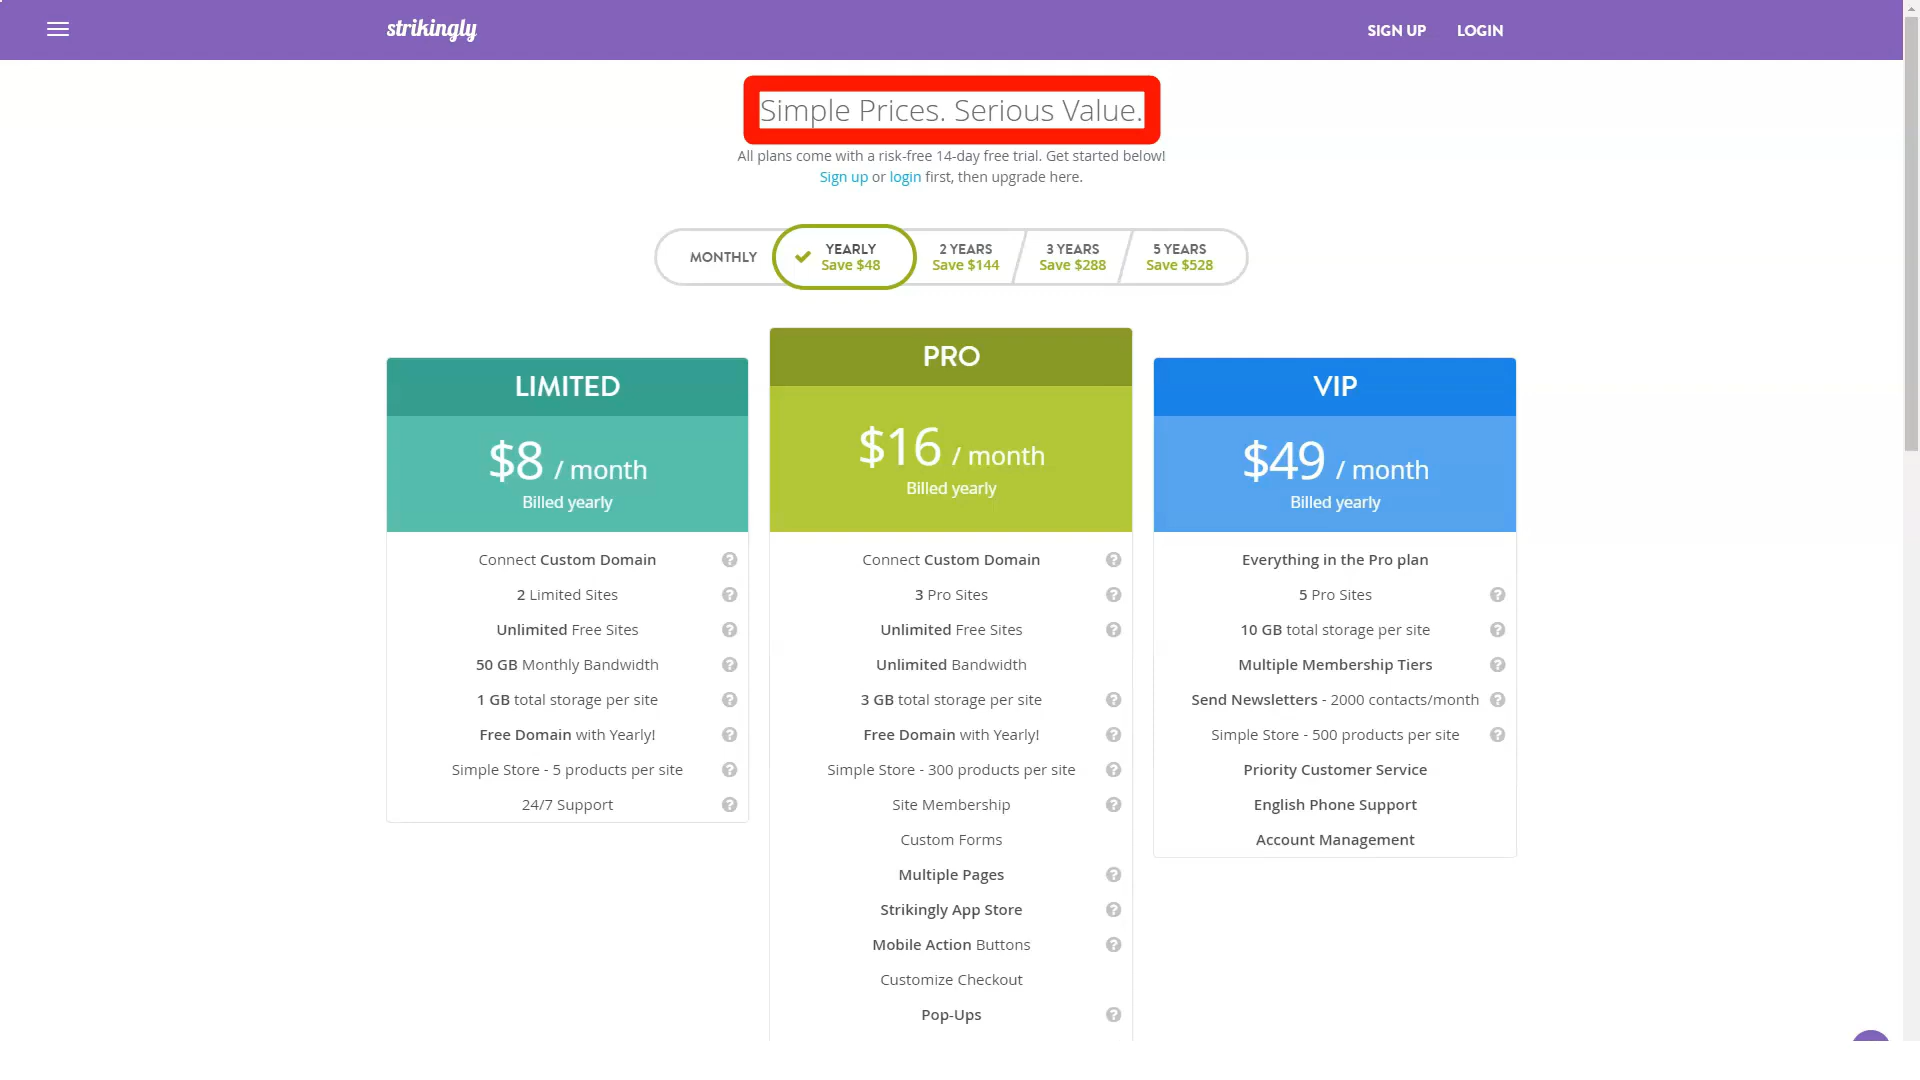 strikingly
SIGN UP
LOGIN
Simple Prices. Serious Value.
All plans come with a risk-free 14-day free trial. Get started below!
Sign up or login first, then upgrade here.
MONTHLY
YEARLY
Save $48
2 YEARS
Save $144
3 YEARS
Save $288
5 YEARS
Save $528
LIMITED
$8 / month
Billed yearly
Connect Custom Domain
2 Limited Sites
Unlimited Free Sites
50 GB Monthly Bandwidth
1 GB total storage per site
Free Domain with Yearly!
Simple Store - 5 products per site
24/7 Support
PRO
$16 / month
Billed yearly
Connect Custom Domain
3 Pro Sites
Unlimited Free Sites
Unlimited Bandwidth
3 GB total storage per site
Free Domain with Yearly!
Simple Store - 300 products per site
Site Membership
Custom Forms
Multiple Pages
Strikingly App Store
Mobile Action Buttons
Customize Checkout
Pop-Ups
VIP
$49 / month
Billed yearly
Everything in the Pro plan
5 Pro Sites
10 GB total storage per site
Multiple Membership Tiers
Send Newsletters - 2000 contacts/month
Simple Store - 500 products per site
Priority Customer Service
English Phone Support
Account Management